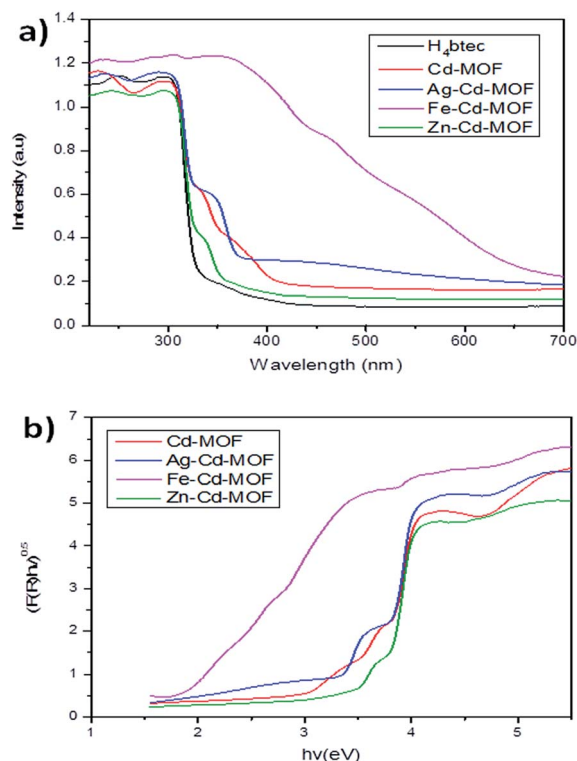 a)
1.4
1.2
1.0
0.8
0.6
0.4
0.2
0.0
Intensity (a.u)
H₄btec
Cd-MOF
Ag-Cd-MOF
Fe-Cd-MOF
Zn-Cd-MOF
300 400 500 600 700
Wavelength (nm)
b)
7
6
5
4
3
2
1
0
(F(R)hv)^0.5
Cd-MOF
Ag-Cd-MOF
Fe-Cd-MOF
Zn-Cd-MOF
1 2 3 4 5
hv(eV)